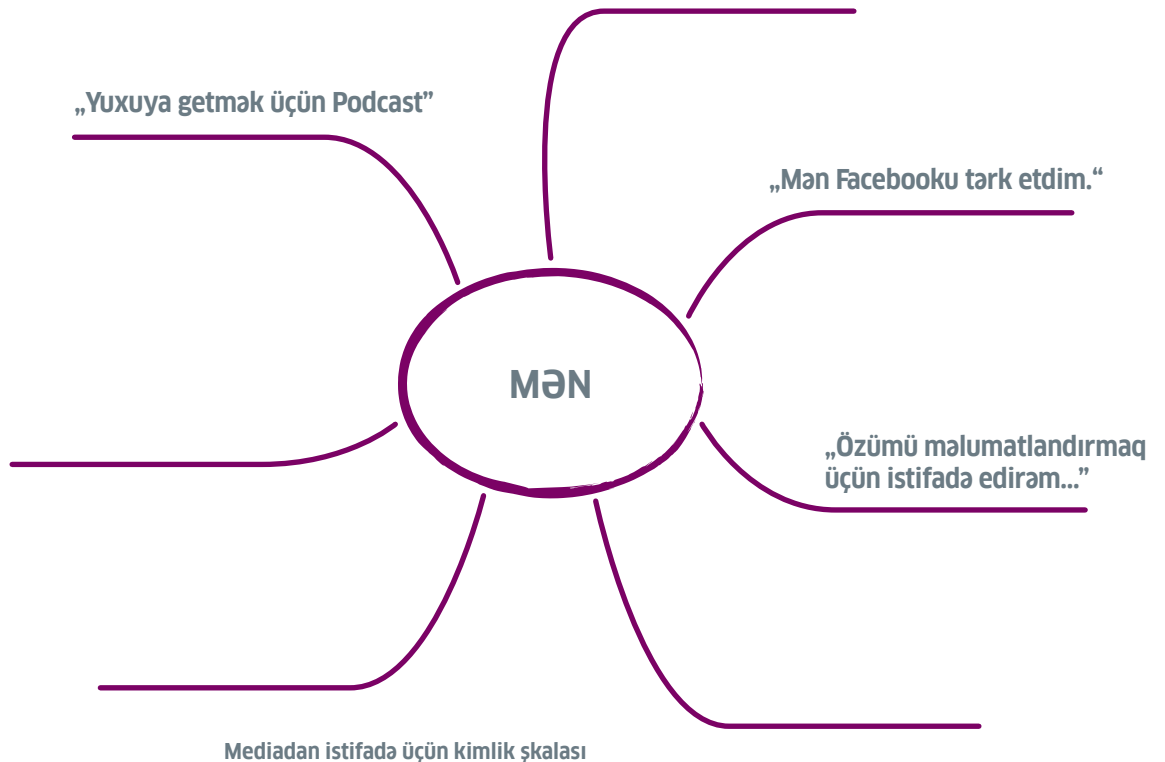 „Yuxuya getmək üçün Podcast”
„Mən Facebooku tərk etdim.“
MƏN
„Özümü məlumatlandırmaq
üçün istifadə edirəm...”
Mediadan istifadə üçün kimlik şkalası